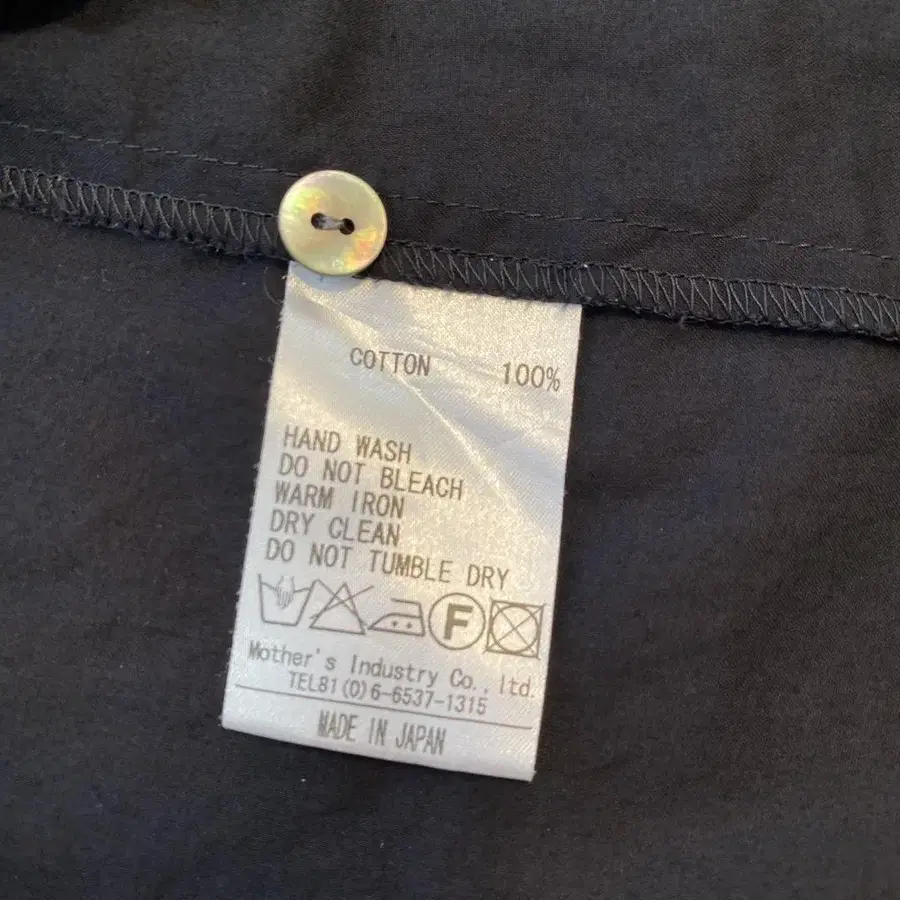 COTTON 100%
HAND WASH
DO NOT BLEACH
WARM IRON
DRY CLEAN
DO NOT TUMBLE DRY
F
Mother's Industry Co., ltd.
TEL81(0)6-6537-1315
MADE IN JAPAN